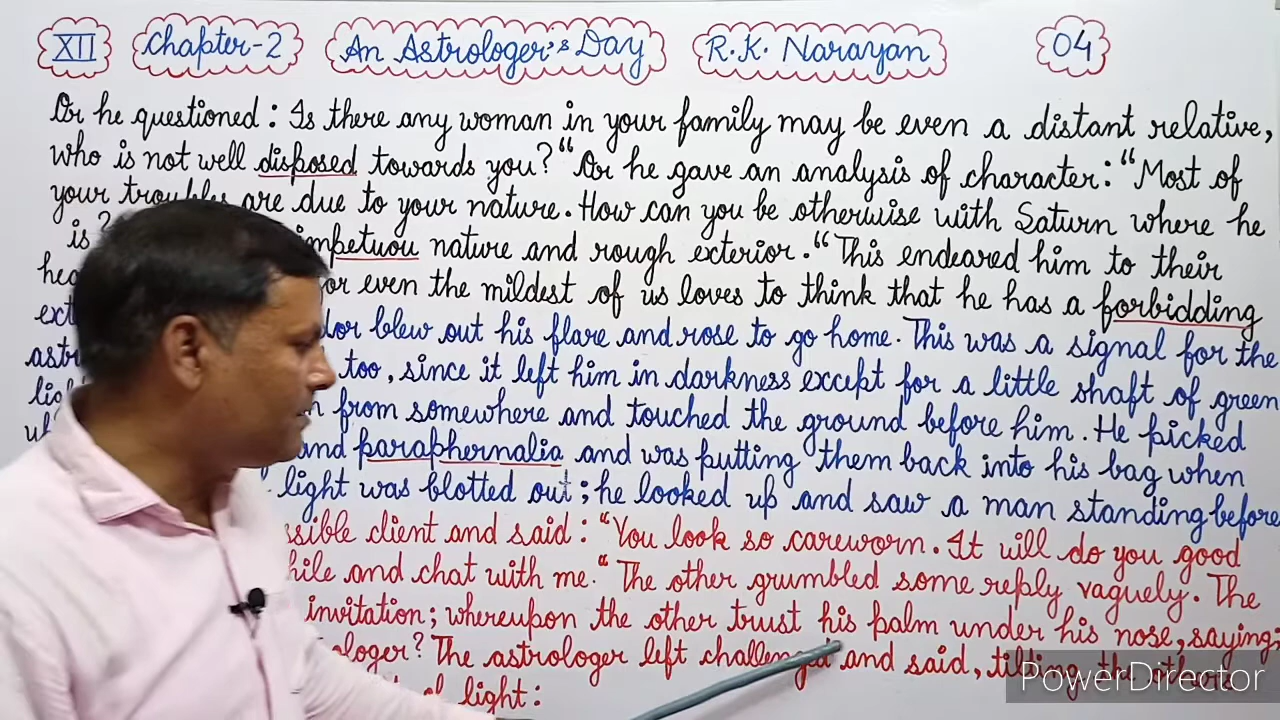 XII Chapter-2 An Astrologer's Day R.K. Narayan 04
Or he questioned: Is there any woman in your family may be even a distant relative,
who is not well disposed towards you?" Or he gave an analysis of character: "Most of
your troubles are due to your nature. How can you be otherwise with Saturn where he
is? impetuou nature and rough exterior. "This endeared him to their
hea or even the mildest of us loves to think that he has a forbidding
ext dor blew out his flare and rose to go home. This was a signal for the
astr too, since it left him in darkness except for a little shaft of green
lig from somewhere and touched the ground before him. He picked
up and paraphernalia and was putting them back into his bag when
light was blotted out; he looked up and saw a man standing before
ssible client and said: "You look so careworn. It will do you good
hile and chat with me." The other grumbled some reply vaguely. The
invitation; whereupon the other trust his palm under his nose, saying:
ologer? The astrologer left challenged and said, tilting the other's
of light:
PowerDirector